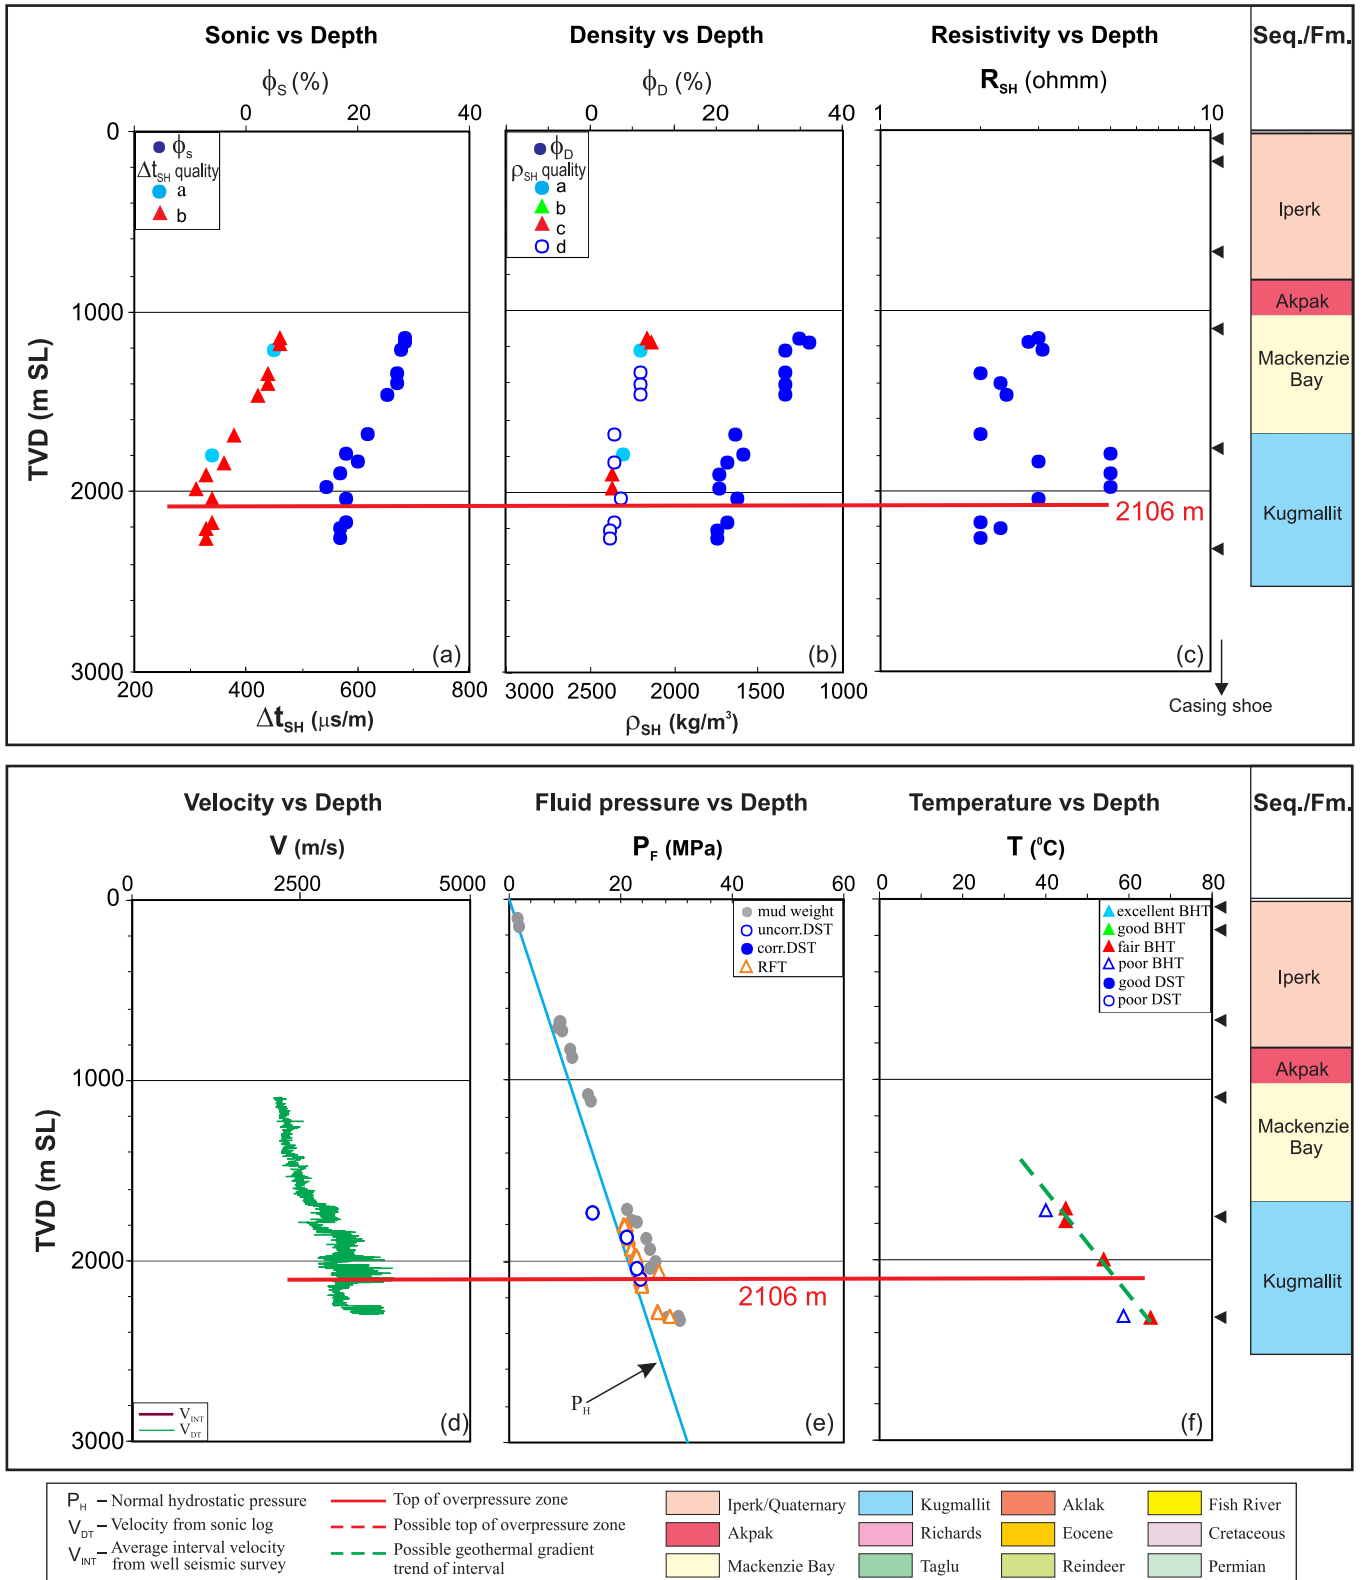 Sonic vs Depth
Density vs Depth
Resistivity vs Depth
Seq./Fm.
ϕS (%)
ϕD (%)
RSH (ohmm)
0 20 40
0 20 40
1 10
0
1000
2000
3000
TVD (m SL)
ϕs
ΔtSH quality
a
b
ϕD
ρSH quality
a
b
c
d
2106 m
(a)
(b)
(c)
200 400 600 800
3000 2500 2000 1500 1000
ΔtSH (μs/m)
ρSH (kg/m³)
Iperk
Akpak
Mackenzie
Bay
Kugmallit
Casing shoe
Velocity vs Depth
Fluid pressure vs Depth
Temperature vs Depth
Seq./Fm.
V (m/s)
PF (MPa)
T (⁰C)
0 2500 5000
0 20 40 60
0 20 40 60 80
0
1000
2000
3000
TVD (m SL)
mud weight
uncorr.DST
corr.DST
RFT
excellent BHT
good BHT
fair BHT
poor BHT
good DST
poor DST
2106 m
PH
VINT
VDT
(d)
(e)
(f)
Iperk
Akpak
Mackenzie
Bay
Kugmallit
PH – Normal hydrostatic pressure
VDT – Velocity from sonic log
VINT – Average interval velocity
from well seismic survey
Top of overpressure zone
Possible top of overpressure zone
Possible geothermal gradient
trend of interval
Iperk/Quaternary
Kugmallit
Aklak
Fish River
Akpak
Richards
Eocene
Cretaceous
Mackenzie Bay
Taglu
Reindeer
Permian